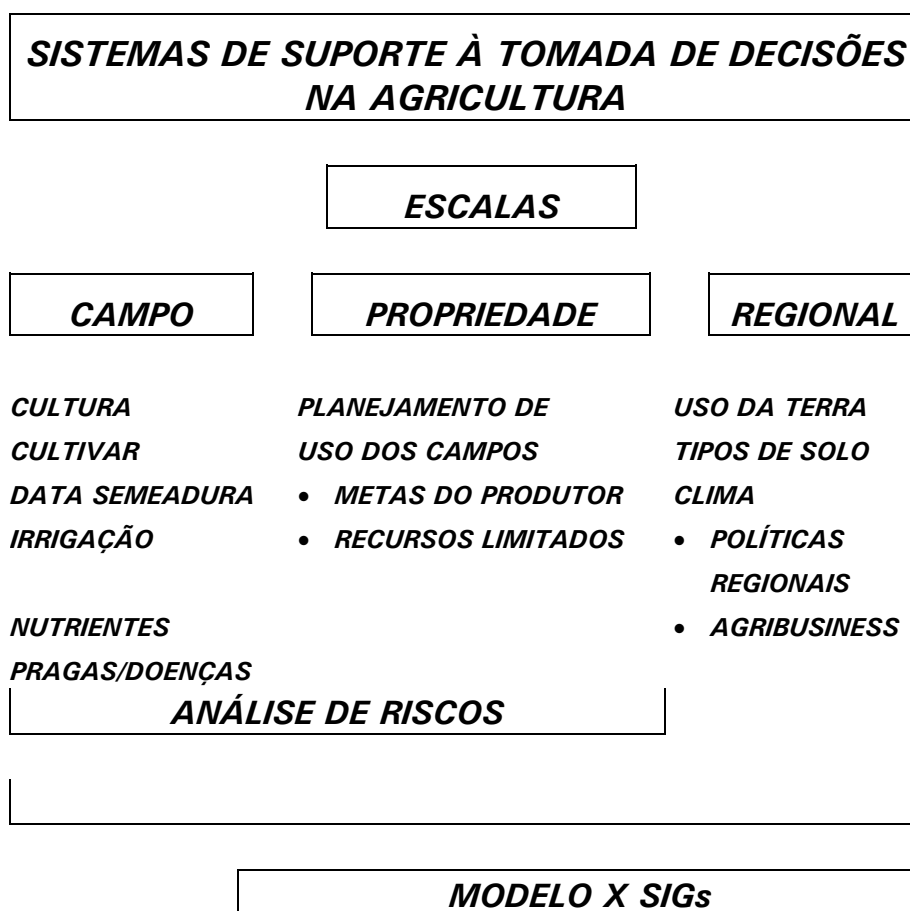 SISTEMAS DE SUPORTE À TOMADA DE DECISÕES
NA AGRICULTURA
ESCALAS
CAMPO
PROPRIEDADE
REGIONAL
CULTURA
CULTIVAR
DATA SEMEADURA
IRRIGAÇÃO
NUTRIENTES
PRAGAS/DOENÇAS
PLANEJAMENTO DE
USO DOS CAMPOS
• METAS DO PRODUTOR
• RECURSOS LIMITADOS
USO DA TERRA
TIPOS DE SOLO
CLIMA
• POLÍTICAS
REGIONAIS
• AGRIBUSINESS
ANÁLISE DE RISCOS
MODELO X SIGs